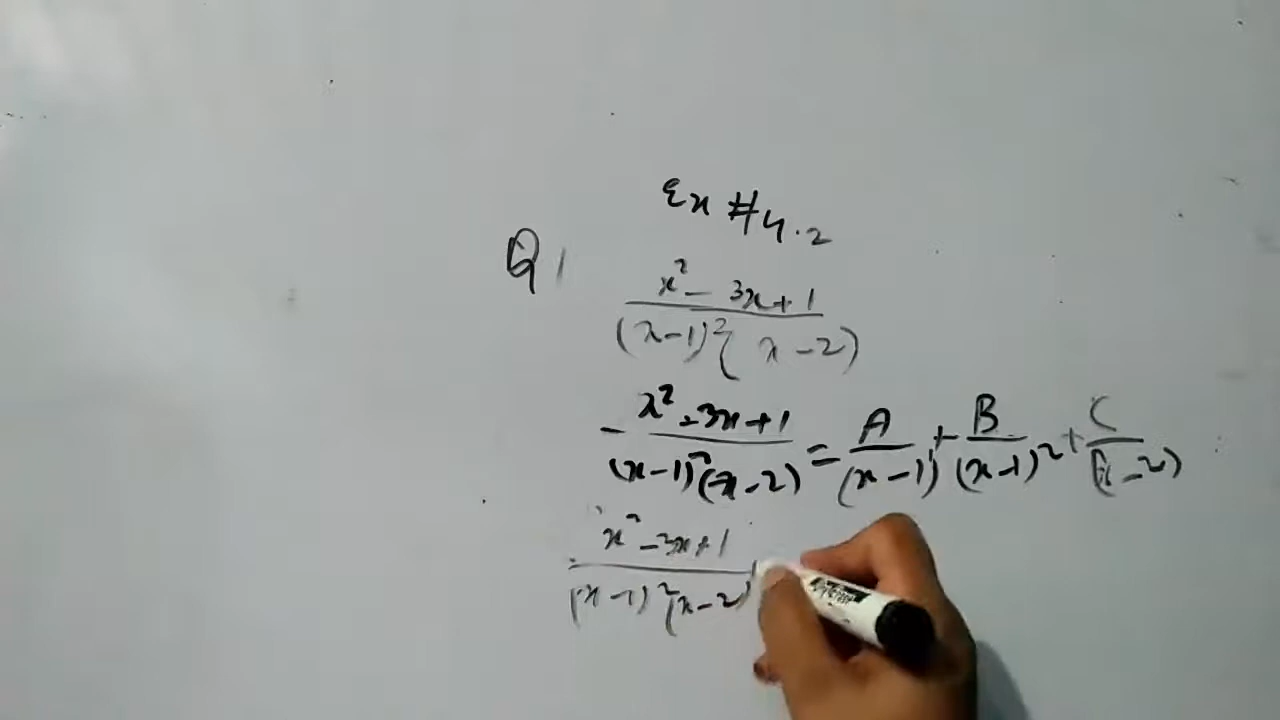 Ex #4.2
Q1
x² - 3x + 1
(x-1)²(x-2)
- x² - 3x + 1 / (x-1)²(x-2) = A / (x-1) + B / (x-1)² + C / (x-2)
= x² - 3x + 1 / (x-1)²(x-2)